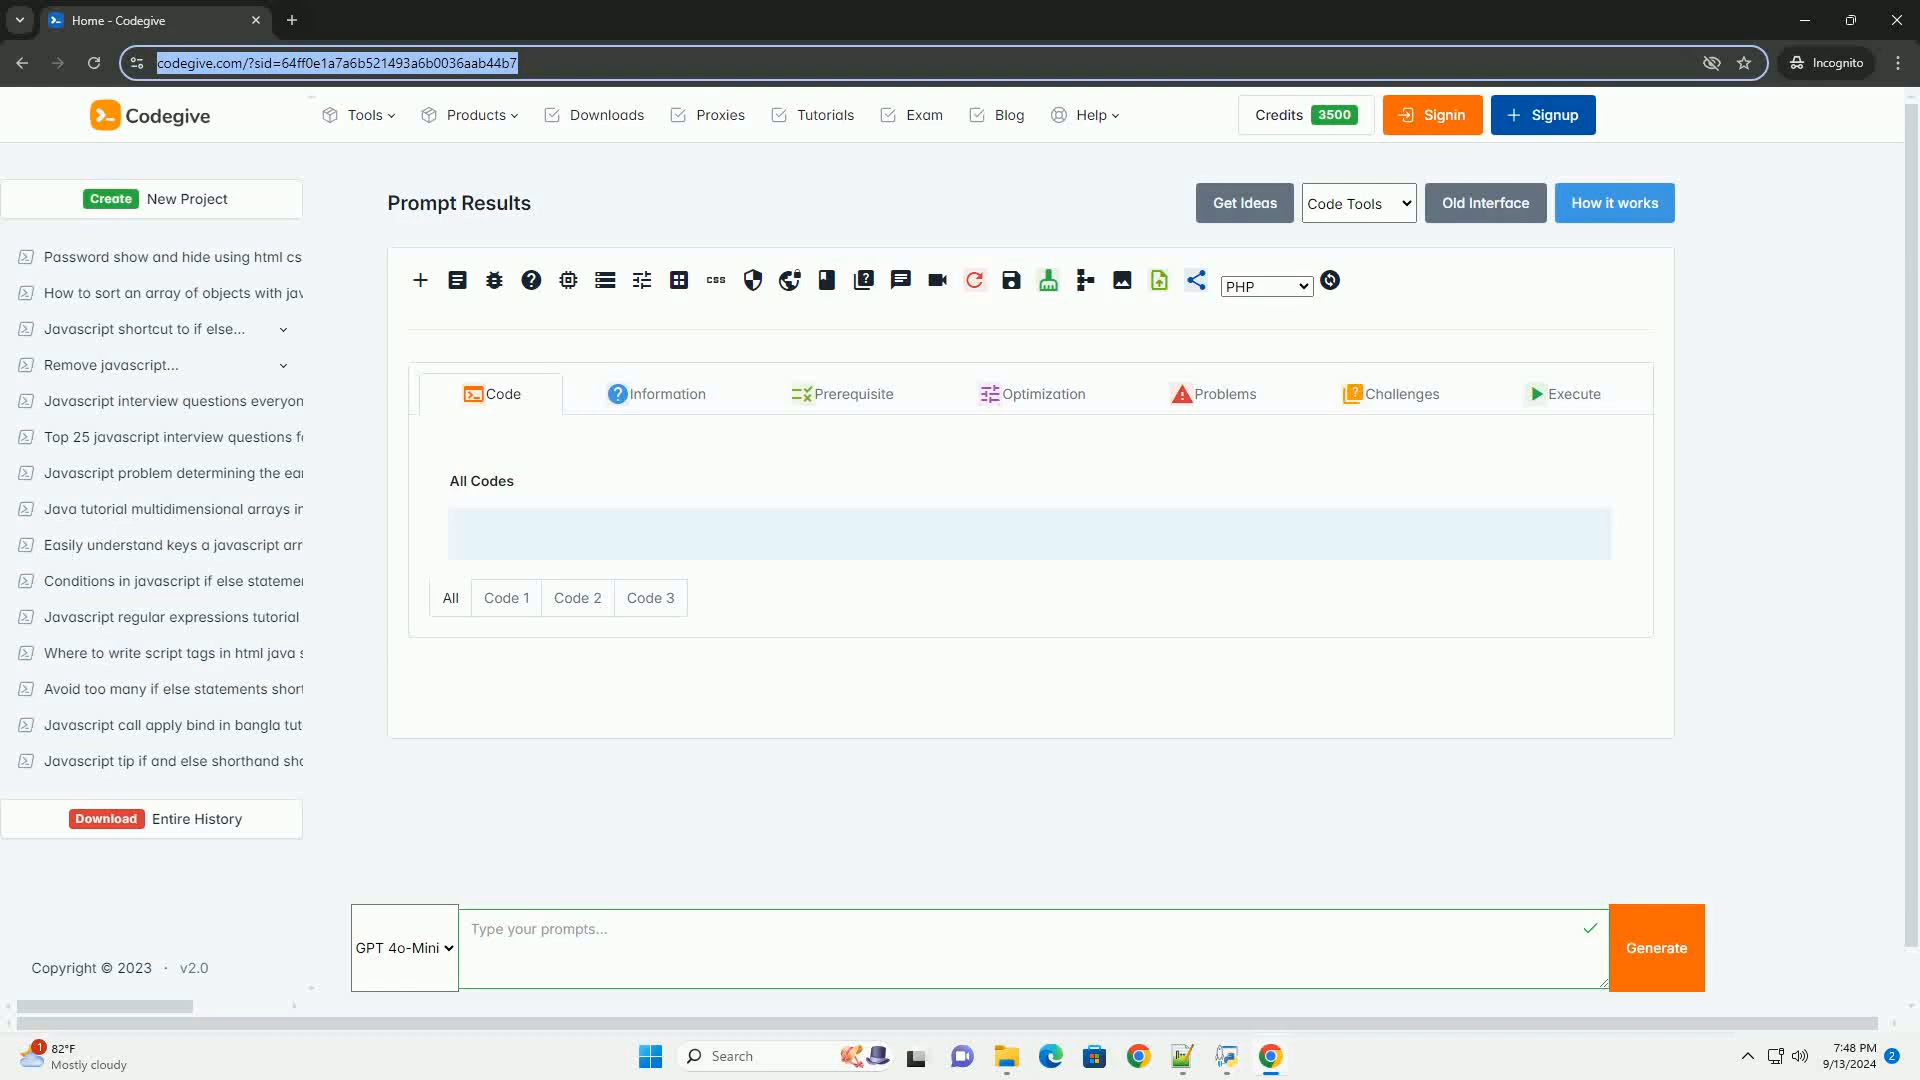 Home - Codegive
codegive.com/?sid=64ff0e1a7a6b521493a6b0036aab44b7
Incognito
Codegive
Tools
Products
Downloads
Proxies
Tutorials
Exam
Blog
Help
Credits 3500
Signin
Signup
Create New Project
Password show and hide using html cs
How to sort an array of objects with jav
Javascript shortcut to if else...
Remove javascript...
Javascript interview questions everyon
Top 25 javascript interview questions fo
Javascript problem determining the ear
Java tutorial multidimensional arrays in
Easily understand keys a javascript arr
Conditions in javascript if else statemen
Javascript regular expressions tutorial
Where to write script tags in html java s
Avoid too many if else statements short
Javascript call apply bind in bangla tut
Javascript tip if and else shorthand sho
Download Entire History
Copyright © 2023 · v2.0
Prompt Results
Get Ideas
Code Tools
Old Interface
How it works
css
PHP
Code
Information
Prerequisite
Optimization
Problems
Challenges
Execute
All Codes
All
Code 1
Code 2
Code 3
GPT 4o-Mini
Type your prompts...
Generate
1
82°F
Mostly cloudy
Search
7:48 PM
9/13/2024
2